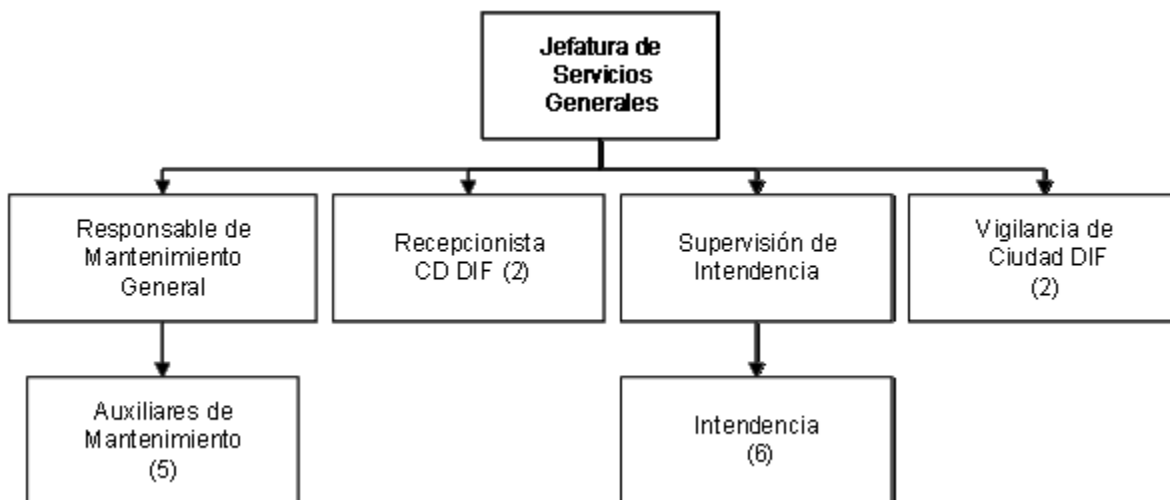 Jefatura de
Servicios
Generales
Responsable de
Mantenimiento
General
Recepcionista
CD DIF (2)
Supervisión de
Intendencia
Vigilancia de
Ciudad DIF
(2)
Auxiliares de
Mantenimiento
(5)
Intendencia
(6)